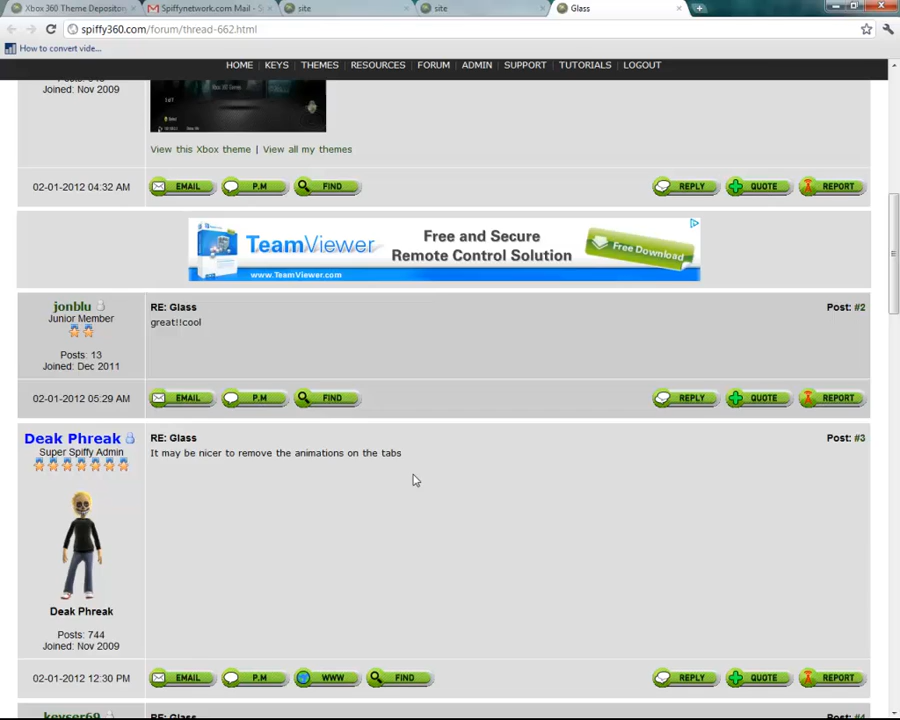 Xbox 360 Theme Depository
Spiffynetwork.com Mail - S
site
site
Glass
spiffy360.com/forum/thread-662.html
How to convert vide...
HOME | KEYS | THEMES | RESOURCES | FORUM | ADMIN | SUPPORT | TUTORIALS | LOGOUT
Joined: Nov 2009
View this Xbox theme | View all my themes
02-01-2012 04:32 AM
EMAIL
P.M
FIND
REPLY
QUOTE
REPORT
TeamViewer
www.TeamViewer.com
Free and Secure
Remote Control Solution
Free Download
jonblu
Junior Member
Posts: 13
Joined: Dec 2011
RE: Glass
Post: #2
great!!cool
02-01-2012 05:29 AM
EMAIL
P.M
FIND
REPLY
QUOTE
REPORT
Deak Phreak
Super Spiffy Admin
RE: Glass
Post: #3
It may be nicer to remove the animations on the tabs
Deak Phreak
Posts: 744
Joined: Nov 2009
02-01-2012 12:30 PM
EMAIL
P.M
WWW
FIND
REPLY
QUOTE
REPORT
keyser69
RE: Glass
Post: #4